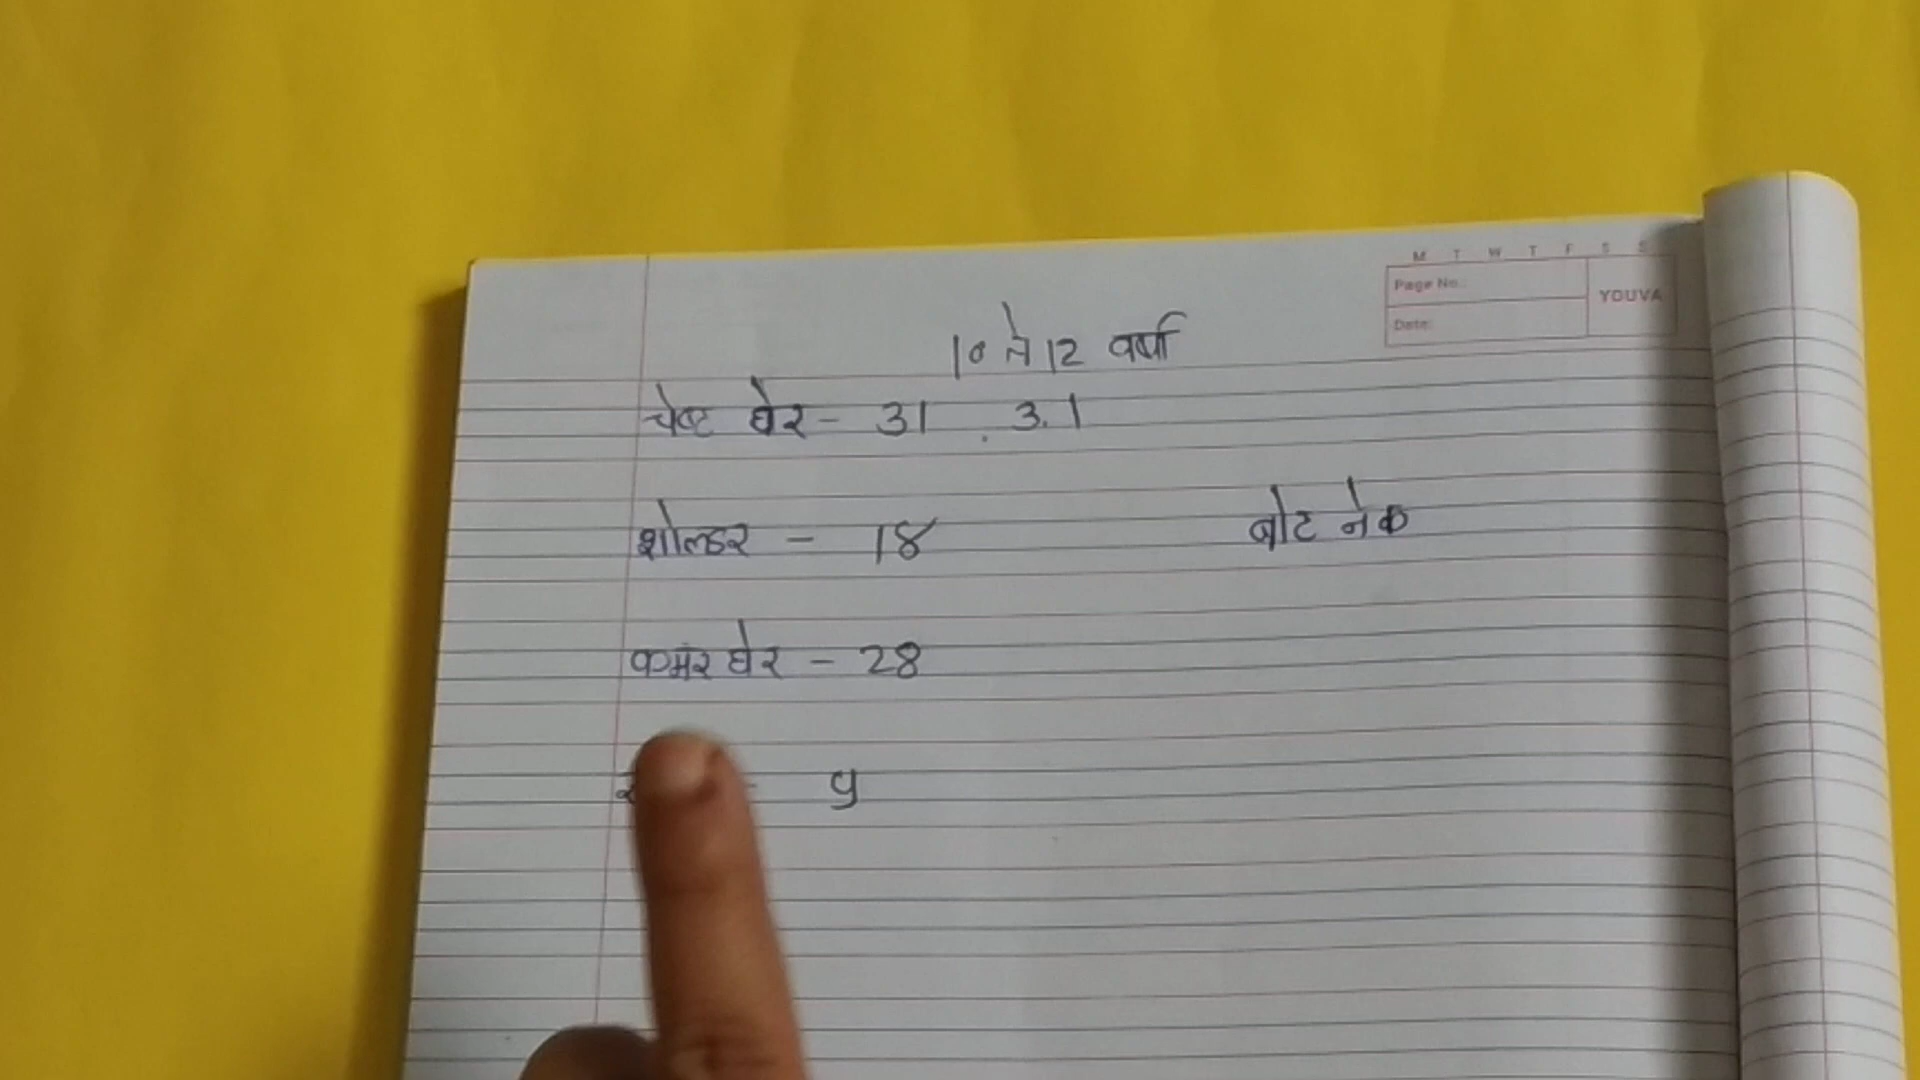 M T W T F S S
Page No.:
YOUVA
Date:
10 ते 12 वर्षा
चेष्ट घेर - 31 . 3.1
शोल्डर - 18
बोट नेक
कमर घेर - 28
9